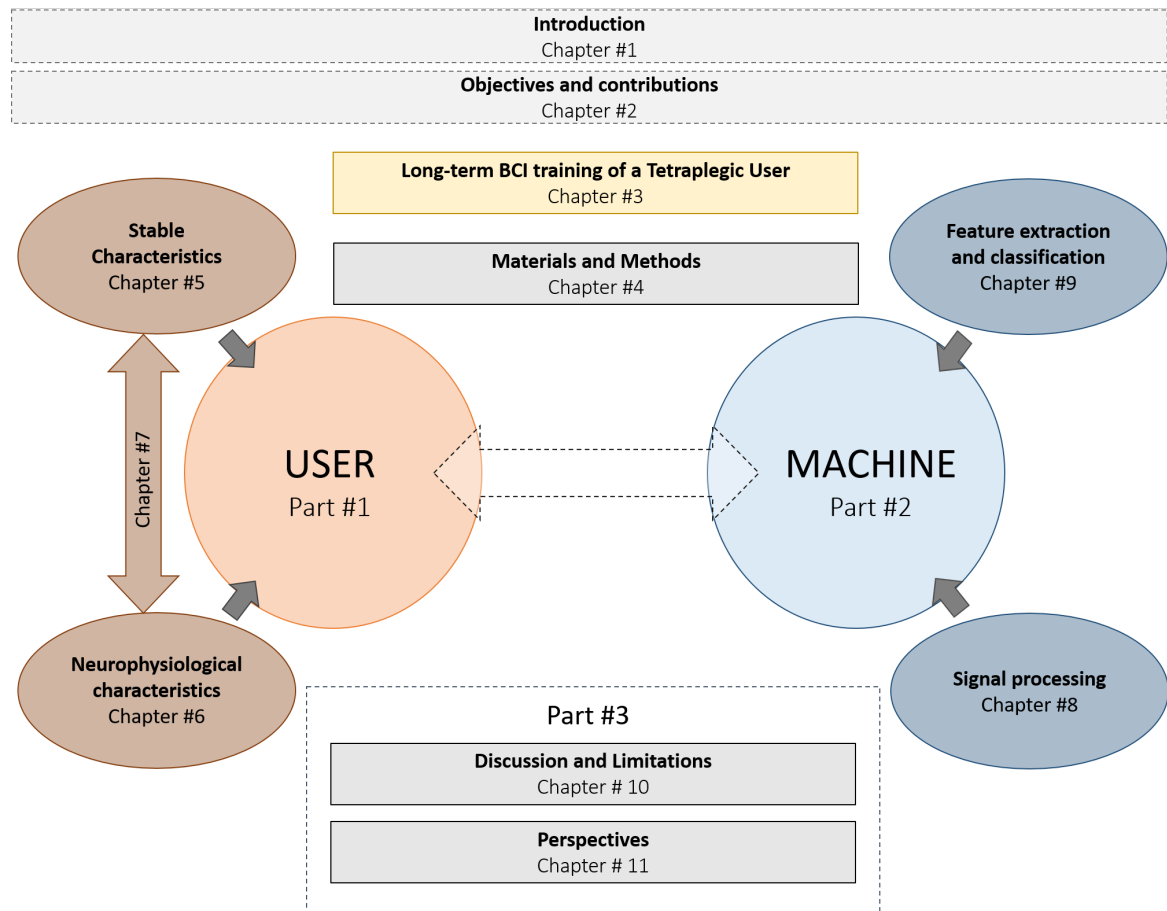 Introduction
Chapter #1
Objectives and contributions
Chapter #2
Long-term BCI training of a Tetraplegic User
Chapter #3
Materials and Methods
Chapter #4
Stable
Characteristics
Chapter #5
Feature extraction
and classification
Chapter #9
Chapter #7
USER
Part #1
MACHINE
Part #2
Neurophysiological
characteristics
Chapter #6
Signal processing
Chapter #8
Part #3
Discussion and Limitations
Chapter # 10
Perspectives
Chapter # 11